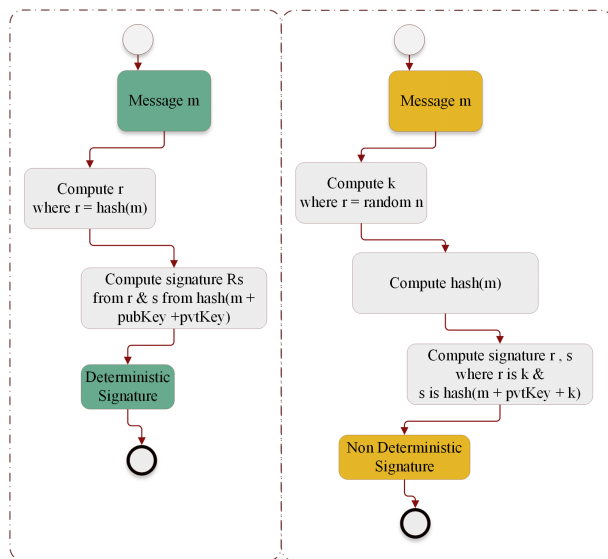 Message m
Compute r
where r = hash(m)
Compute signature Rs
from r & s from hash(m +
pubKey +pvtKey)
Deterministic
Signature
Message m
Compute k
where r = random n
Compute hash(m)
Compute signature r , s
where r is k &
s is hash(m + pvtKey + k)
Non Deterministic
Signature